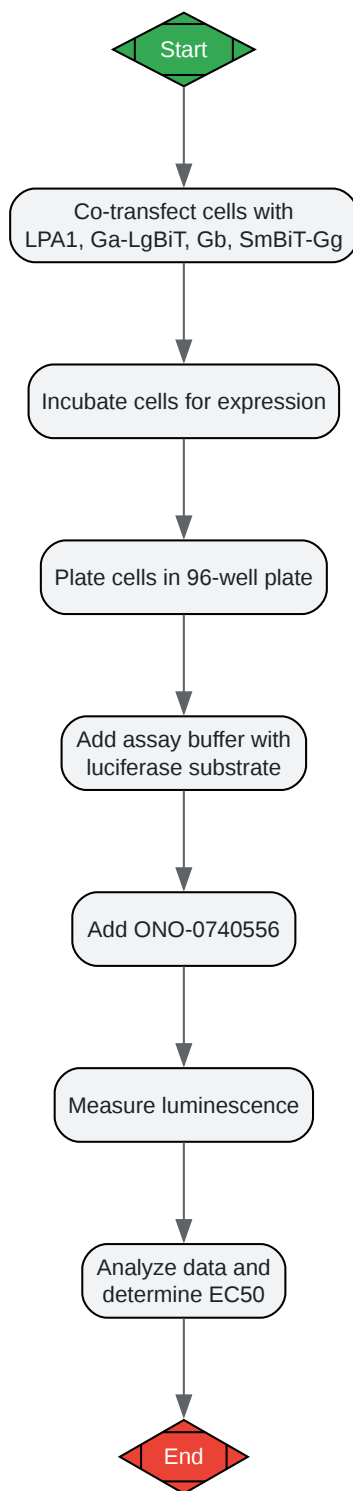 Start
Co-transfect cells with
LPA1, Ga-LgBiT, Gb, SmBiT-Gg
Incubate cells for expression
Plate cells in 96-well plate
Add assay buffer with
luciferase substrate
Add ONO-0740556
Measure luminescence
Analyze data and
determine EC50
End